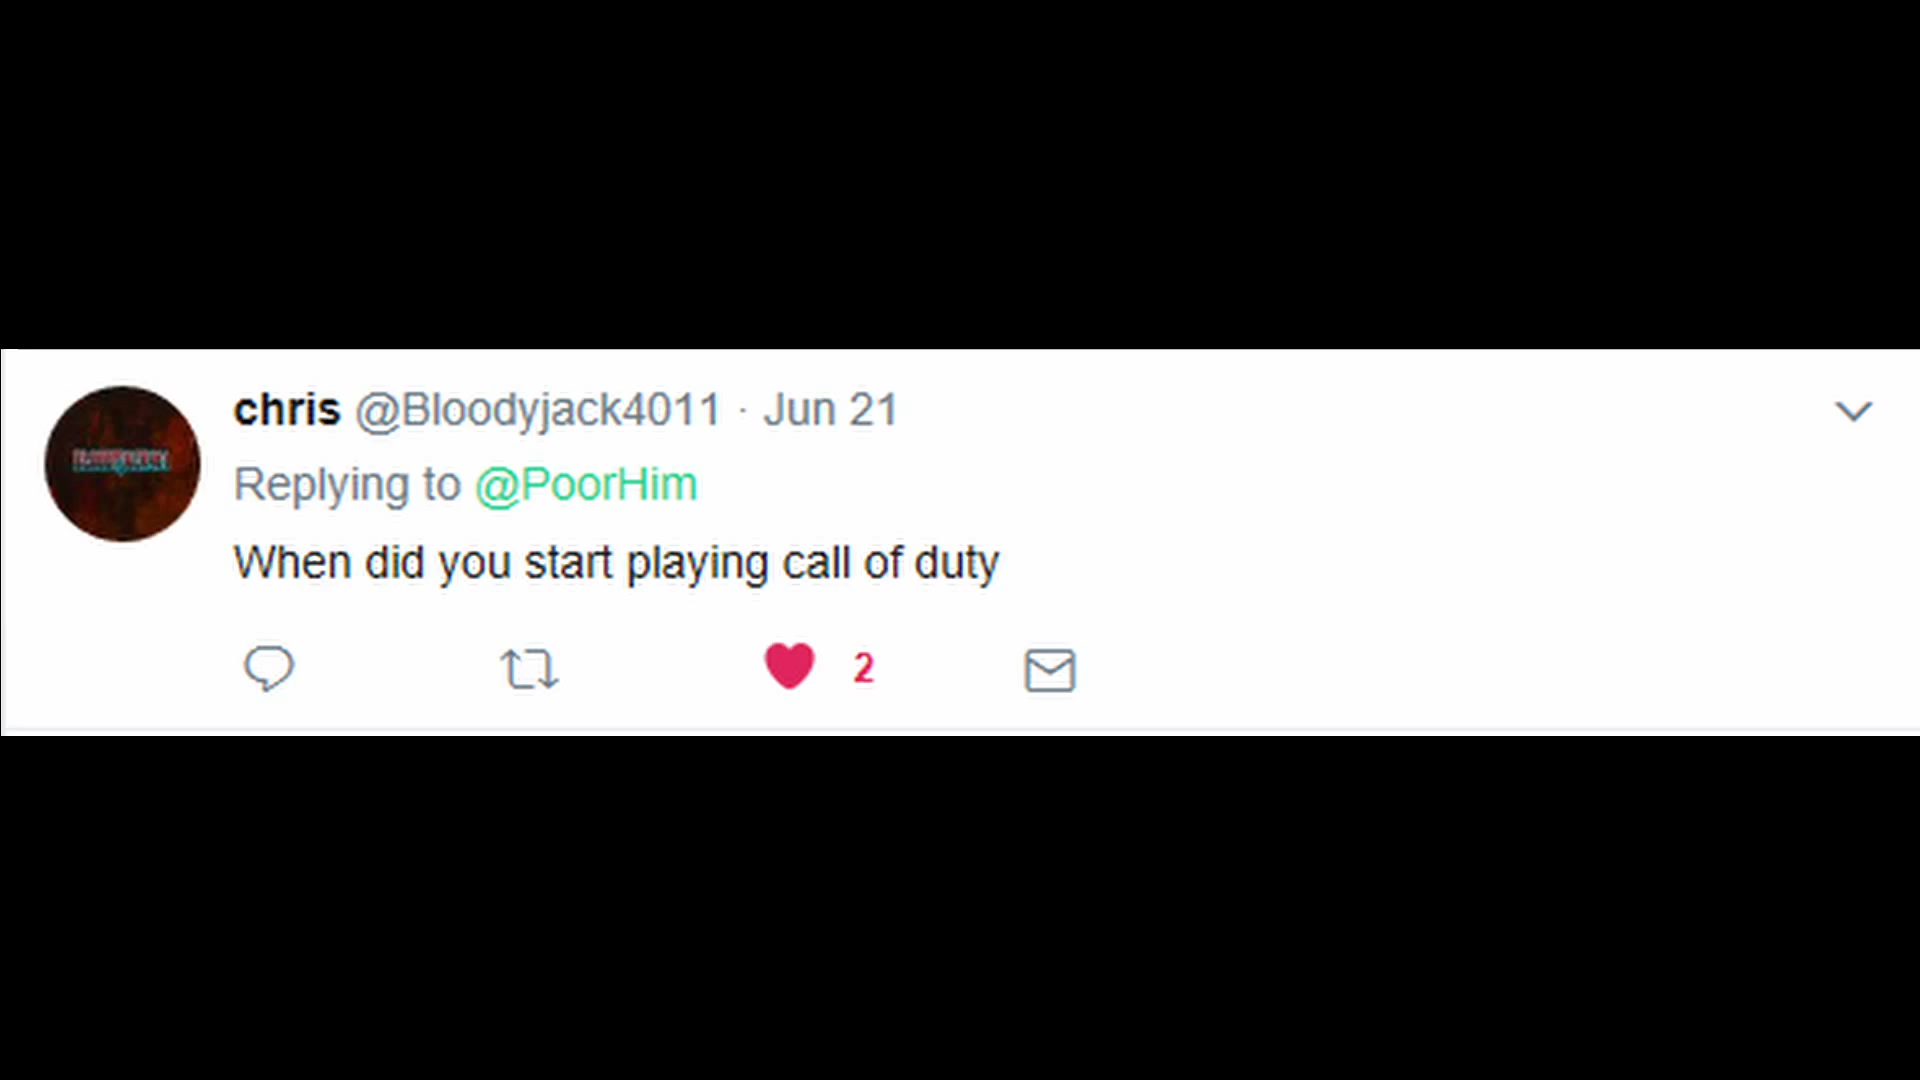 chris @Bloodyjack4011 · Jun 21
Replying to @PoorHim
When did you start playing call of duty
2